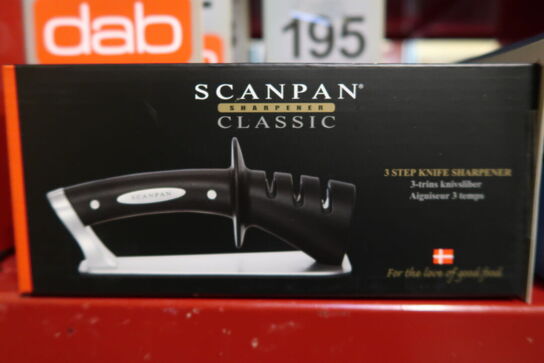 dab
195
SCANPAN®
SHARPENER
CLASSIC
3 STEP KNIFE SHARPENER
3-trins knivsliber
Aiguiseur 3 temps
SCANPAN
For the love of good food.